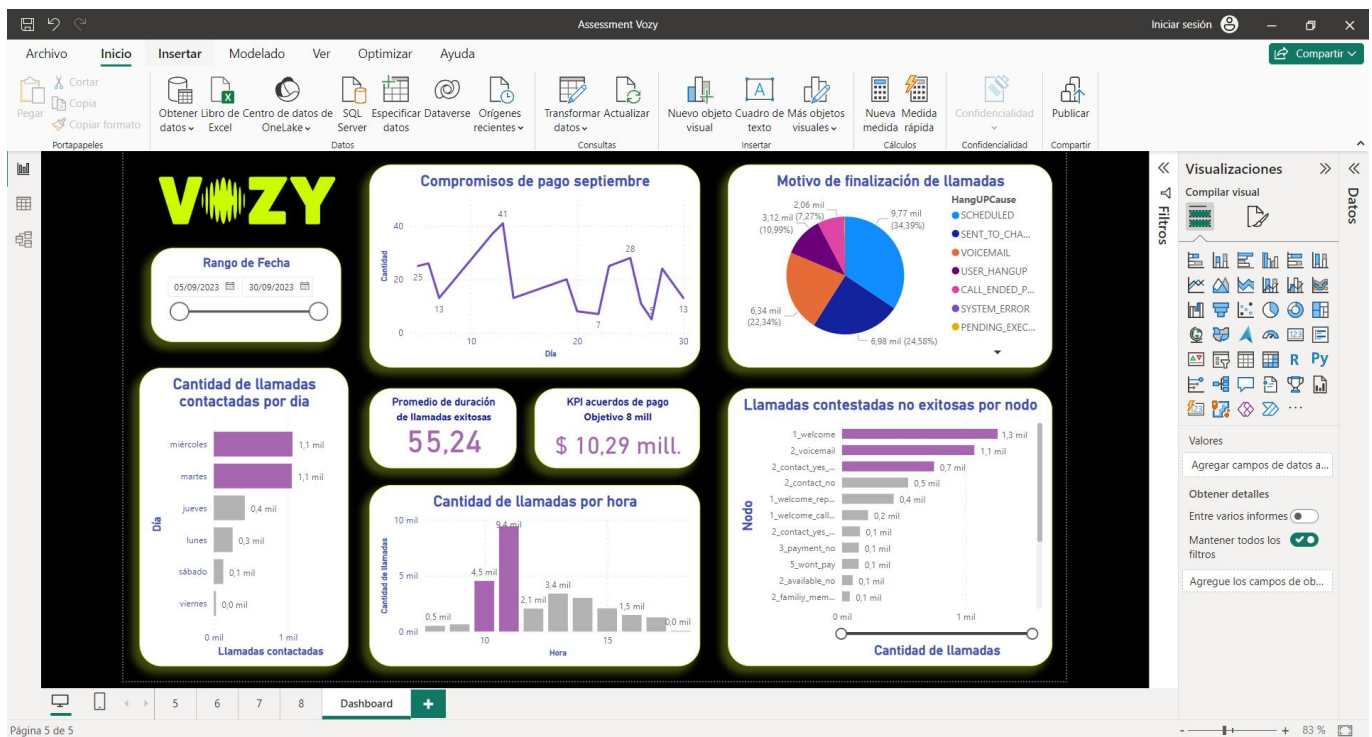 Assessment Vozy
Iniciar sesión
Archivo
Inicio
Insertar
Modelado
Ver
Optimizar
Ayuda
Compartir
Pegar
Cortar
Copia
Copiar formato
Portapapeles
Obtener datos
Libro de Excel
Centro de datos de OneLake
SQL Server
Especificar datos
Dataverse
Orígenes recientes
Datos
Transformar datos
Actualizar
Consultas
Nuevo objeto visual
Cuadro de texto
Más objetos visuales
Insertar
Nueva medida
Medida rápida
Cálculos
Confidencialidad
Confidencialidad
Publicar
Compartir
VOZY
Rango de Fecha
05/09/2023
30/09/2023
Compromisos de pago septiembre
Cantidad
40
20
0
25
13
41
7
28
5
13
10
20
30
Día
Motivo de finalización de llamadas
2,06 mil
(7,27%)
3,12 mil
(10,99%)
9,77 mil
(34,39%)
6,34 mil
(22,34%)
6,98 mil (24,58%)
HangUPCause
SCHEDULED
SENT_TO_CHA...
VOICEMAIL
USER_HANGUP
CALL_ENDED_P...
SYSTEM_ERROR
PENDING_EXEC...
Cantidad de llamadas
contactadas por dia
Día
miércoles 1,1 mil
martes 1,1 mil
jueves 0,4 mil
lunes 0,3 mil
sábado 0,1 mil
viernes 0,0 mil
0 mil 1 mil
Llamadas contactadas
Promedio de duración
de llamadas exitosas
55,24
KPI acuerdos de pago
Objetivo 8 mill
$ 10,29 mill.
Cantidad de llamadas por hora
Cantidad de llamadas
10 mil
5 mil
0 mil
0,5 mil
4,5 mil
9,4 mil
2,1 mil
3,4 mil
1,5 mil
0,0 mil
10
15
Hora
Llamadas contestadas no exitosas por nodo
Nodo
1_welcome 1,3 mil
2_voicemail 1,1 mil
2_contact_yes_... 0,7 mil
2_contact_no 0,5 mil
1_welcome_rep... 0,4 mil
1_welcome_call... 0,2 mil
2_contact_yes_... 0,1 mil
3_payment_no 0,1 mil
5_wont_pay 0,1 mil
2_available_no 0,1 mil
2_familiy_mem... 0,1 mil
0 mil 1 mil
Cantidad de llamadas
Filtros
Visualizaciones
Compilar visual
123
R
Py
123
Valores
Agregar campos de datos a...
Obtener detalles
Entre varios informes
Mantener todos los
filtros
Agregue los campos de ob...
Datos
5
6
7
8
Dashboard
Página 5 de 5
83 %